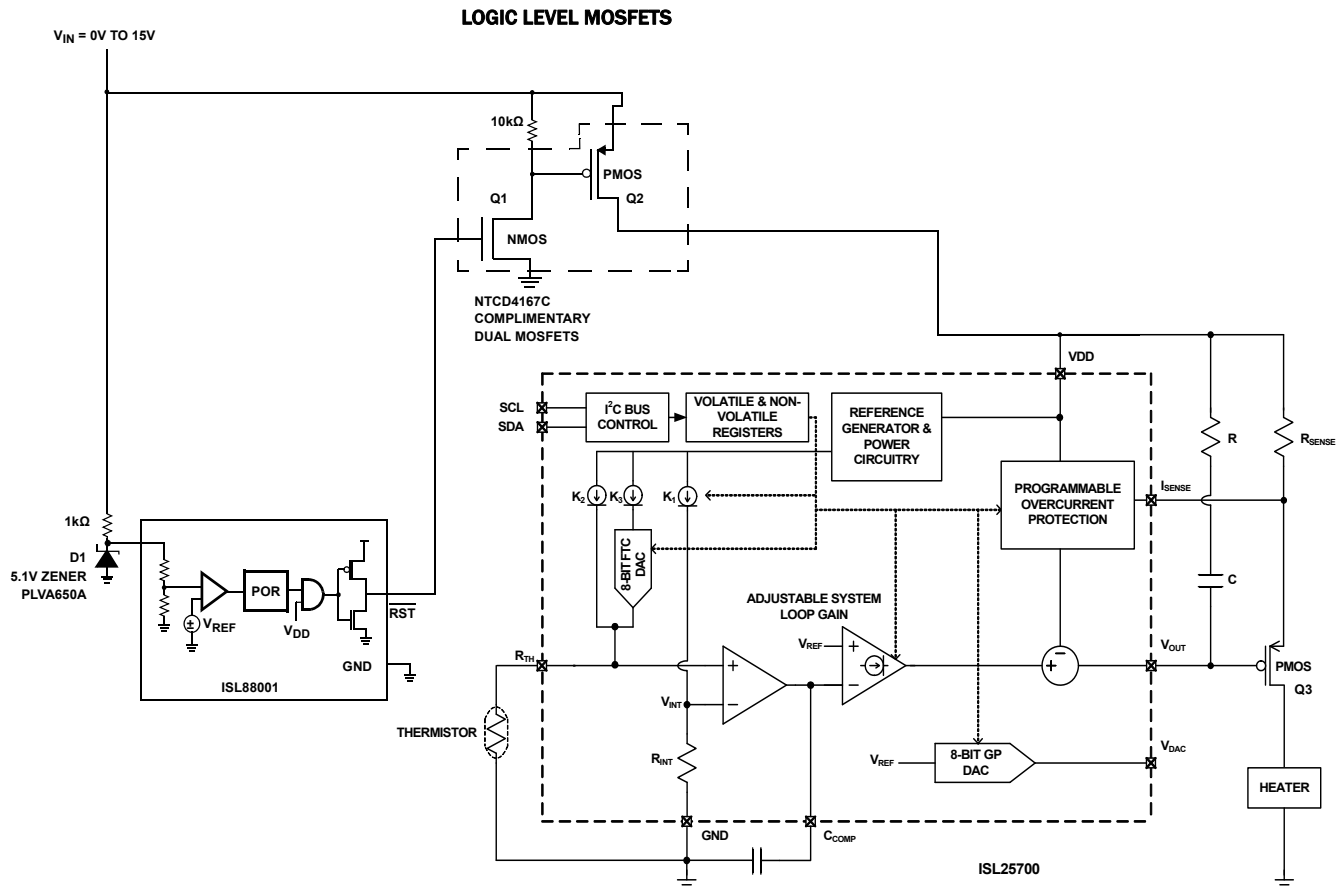 LOGIC LEVEL MOSFETS
V_IN = 0V TO 15V
10kΩ
PMOS
Q2
Q1
NMOS
NTCD4167C
COMPLIMENTARY
DUAL MOSFETS
VDD
SCL
SDA
I²C BUS
CONTROL
VOLATILE & NON-
VOLATILE
REGISTERS
REFERENCE
GENERATOR &
POWER
CIRCUITRY
R
R_SENSE
K₂
K₃
K₁
PROGRAMMABLE
OVERCURRENT
PROTECTION
I_SENSE
1kΩ
D1
5.1V ZENER
PLVA650A
POR
V_REF
V_DD
RST
GND
ISL88001
8-BIT FTC
DAC
C
ADJUSTABLE SYSTEM
LOOP GAIN
R_TH
V_REF
+
−
+
−
+
−
V_OUT
PMOS
Q3
V_INT
THERMISTOR
R_INT
V_REF
8-BIT GP
DAC
V_DAC
HEATER
GND
C_COMP
ISL25700